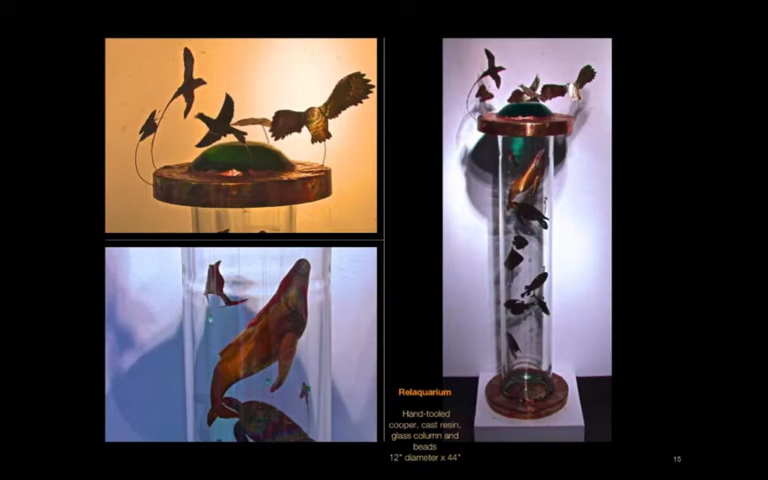 Relaquarium
Hand-tooled
cooper, cast resin,
glass column and
beads
12" diameter x 44"
15